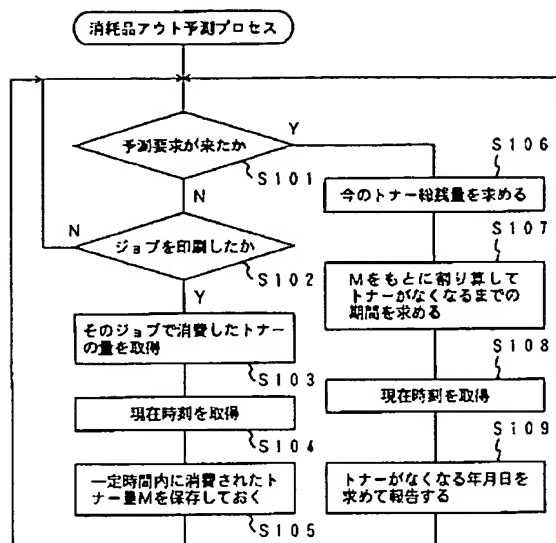 消耗品アウト予測プロセス
予測要求が来たか
Y
S101
N
ジョブを印刷したか
N
S102
Y
そのジョブで消費したトナー
の量を取得
S103
現在時刻を取得
S104
一定時間内に消費されたト
ナー量Mを保存しておく
S105
S106
今のトナー総残量を求める
S107
Mをもとに割り算して
トナーがなくなるまでの
期間を求める
S108
現在時刻を取得
S109
トナーがなくなる年月日を
求めて報告する